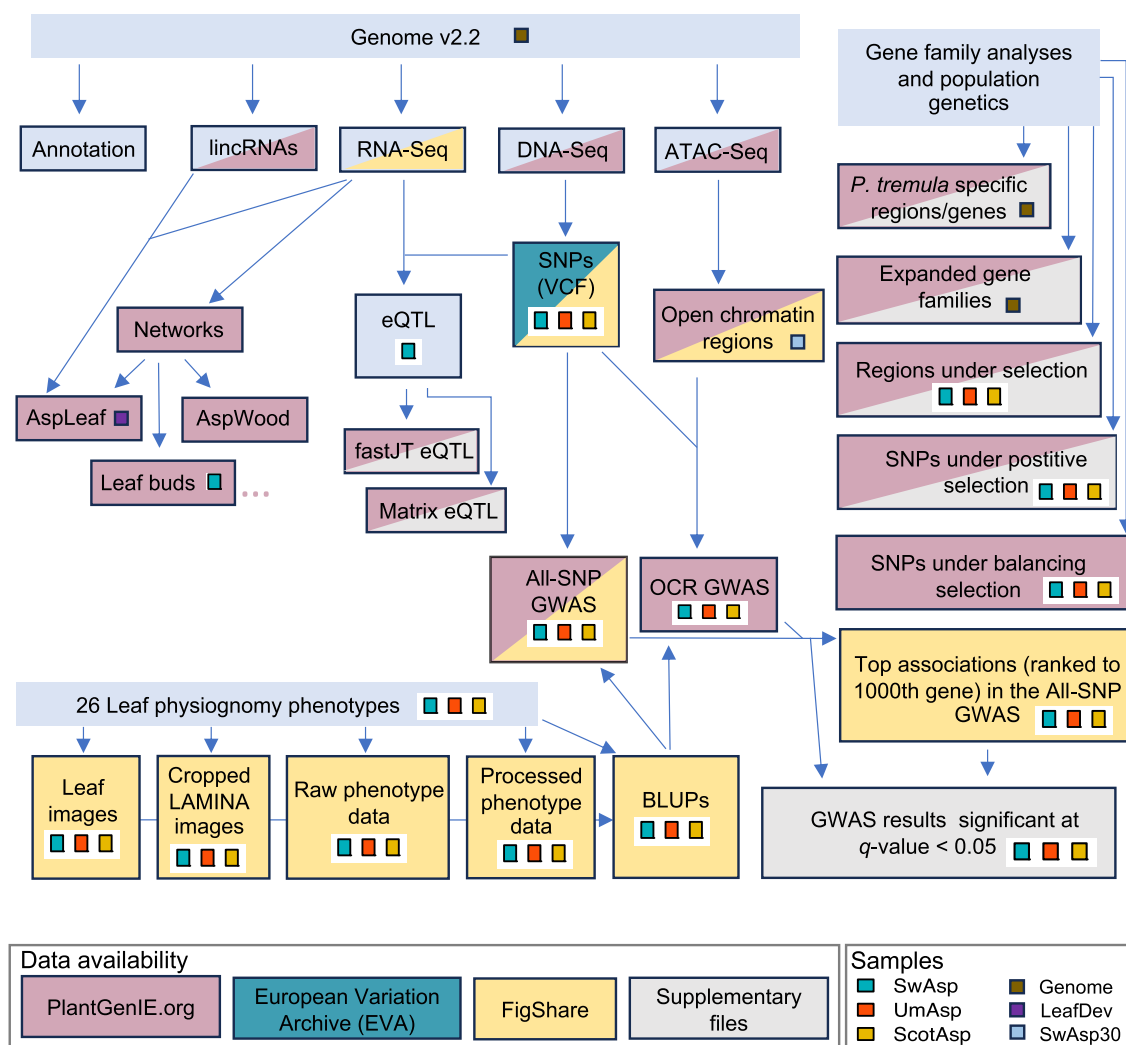 Genome v2.2
Gene family analyses
and population
genetics
Annotation
lincRNAs
RNA-Seq
DNA-Seq
ATAC-Seq
P. tremula specific
regions/genes
SNPs
(VCF)
Expanded gene
families
Networks
eQTL
Open chromatin
regions
Regions under selection
AspLeaf
AspWood
fastJT eQTL
SNPs under postitive
selection
Leaf buds
Matrix eQTL
All-SNP
GWAS
OCR GWAS
SNPs under balancing
selection
Top associations (ranked to
1000th gene) in the All-SNP
GWAS
26 Leaf physiognomy phenotypes
Leaf
images
Cropped
LAMINA
images
Raw phenotype
data
Processed
phenotype
data
BLUPs
GWAS results significant at
q-value < 0.05
Data availability
PlantGenIE.org
European Variation
Archive (EVA)
FigShare
Supplementary
files
Samples
SwAsp
UmAsp
ScotAsp
Genome
LeafDev
SwAsp30